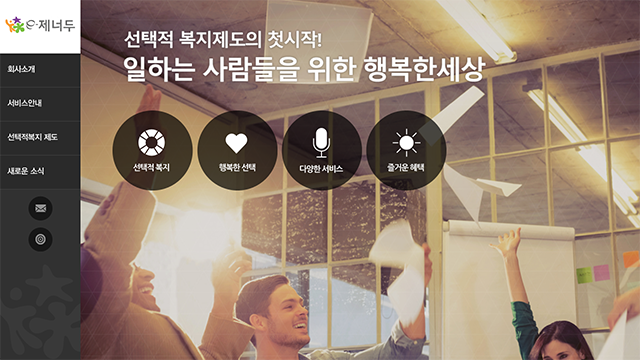 e·제너두
회사소개
서비스안내
선택적복지 제도
새로운 소식
선택적 복지제도의 첫시작!
일하는 사람들을 위한 행복한세상
선택적 복지
행복한 선택
다양한 서비스
즐거운 혜택